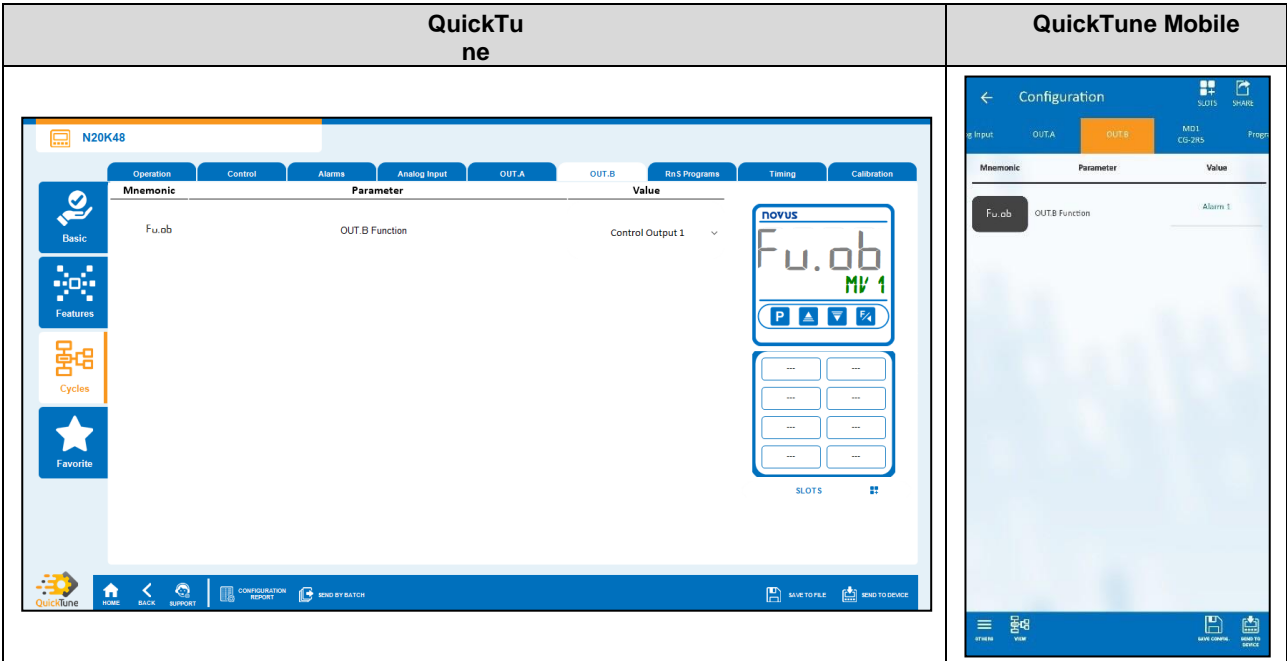 QuickTu
ne
QuickTune Mobile
N20K48
Operation Control Alarms Analog Input OUT.A OUT.B RnS Programs Timing Calibration
Mnemonic Parameter Value
Fu.ob OUT.B Function Control Output 1
Basic
Features
Cycles
Favorite
novus
Fu.ob
MV 1
P F/
--- ---
--- ---
--- ---
--- ---
SLOTS
QuickTune
HOME BACK SUPPORT CONFIGURATION
REPORT SEND BY BATCH SAVE TO FILE SEND TO DEVICE
Configuration SLOTS SHARE
g Input OUT.A OUT.B MD1
CG-2R5 Progr
Mnemonic Parameter Value
Fu.ob OUT.B Function Alarm 1
OTHERS VIEW SAVE CONFIG. SEND TO
DEVICE